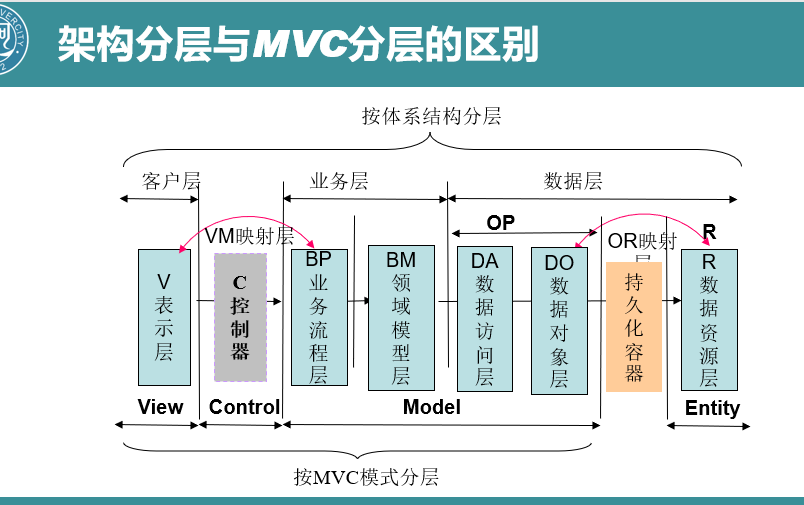 架构分层与MVC分层的区别
按体系结构分层
客户层
业务层
数据层
OP
VM映射层
OR映射
层
R
V
表
示
层
C
控
制
器
BP
业
务
流
程
层
BM
领
域
模
型
层
DA
数
据
访
问
层
DO
数
据
对
象
层
持
久
化
容
器
R
数
据
资
源
层
View
Control
Model
Entity
按MVC模式分层